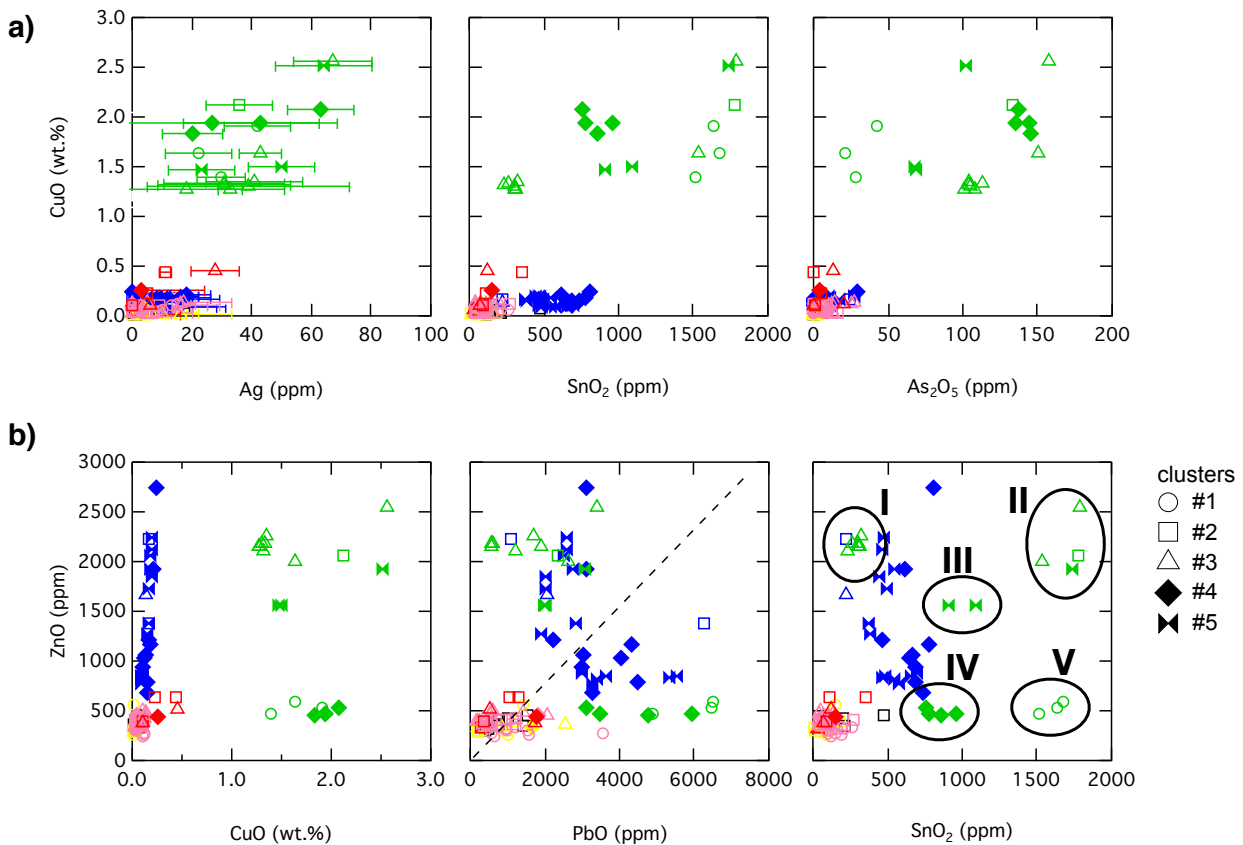 a)
CuO (wt.%)
3.0
2.5
2.0
1.5
1.0
0.5
0.0
0 20 40 60 80 100
Ag (ppm)
0 500 1000 1500 2000
SnO₂ (ppm)
0 50 100 150 200
As₂O₅ (ppm)
b)
ZnO (ppm)
3000
2500
2000
1500
1000
500
0
0.0 1.0 2.0 3.0
CuO (wt.%)
0 2000 4000 6000 8000
PbO (ppm)
I
II
III
IV
V
0 500 1000 1500 2000
SnO₂ (ppm)
clusters
#1
#2
#3
#4
#5